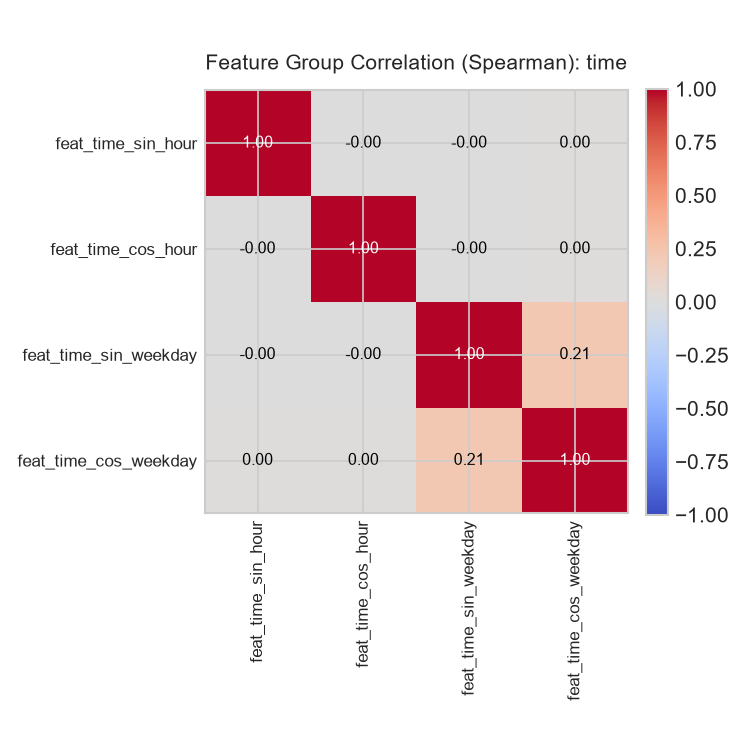 Feature Group Correlation (Spearman): time
feat_time_sin_hour 1.00 -0.00 -0.00 0.00
feat_time_cos_hour -0.00 1.00 -0.00 0.00
feat_time_sin_weekday -0.00 -0.00 1.00 0.21
feat_time_cos_weekday 0.00 0.00 0.21 1.00
feat_time_sin_hour
feat_time_cos_hour
feat_time_sin_weekday
feat_time_cos_weekday
1.00
0.75
0.50
0.25
0.00
−0.25
−0.50
−0.75
−1.00